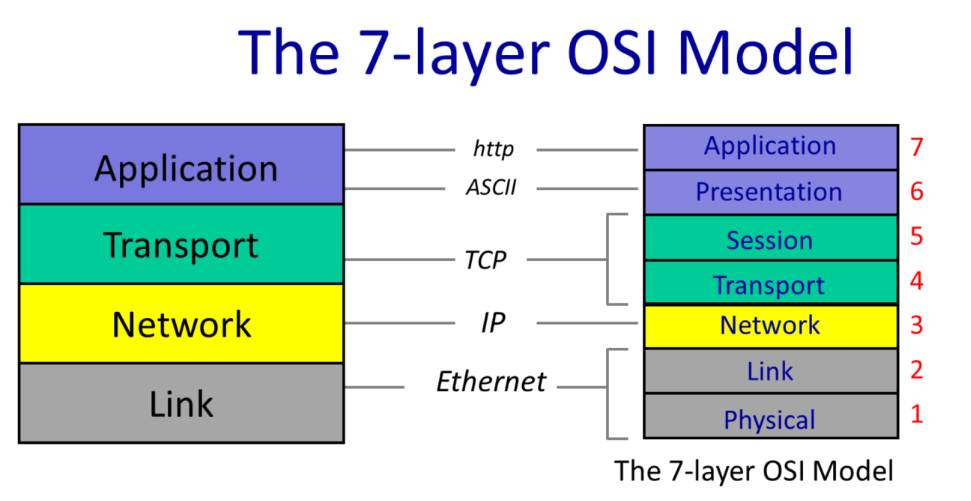 The 7-layer OSI Model
Application
Transport
Network
Link
http
ASCII
TCP
IP
Ethernet
Application 7
Presentation 6
Session 5
Transport 4
Network 3
Link 2
Physical 1
The 7-layer OSI Model